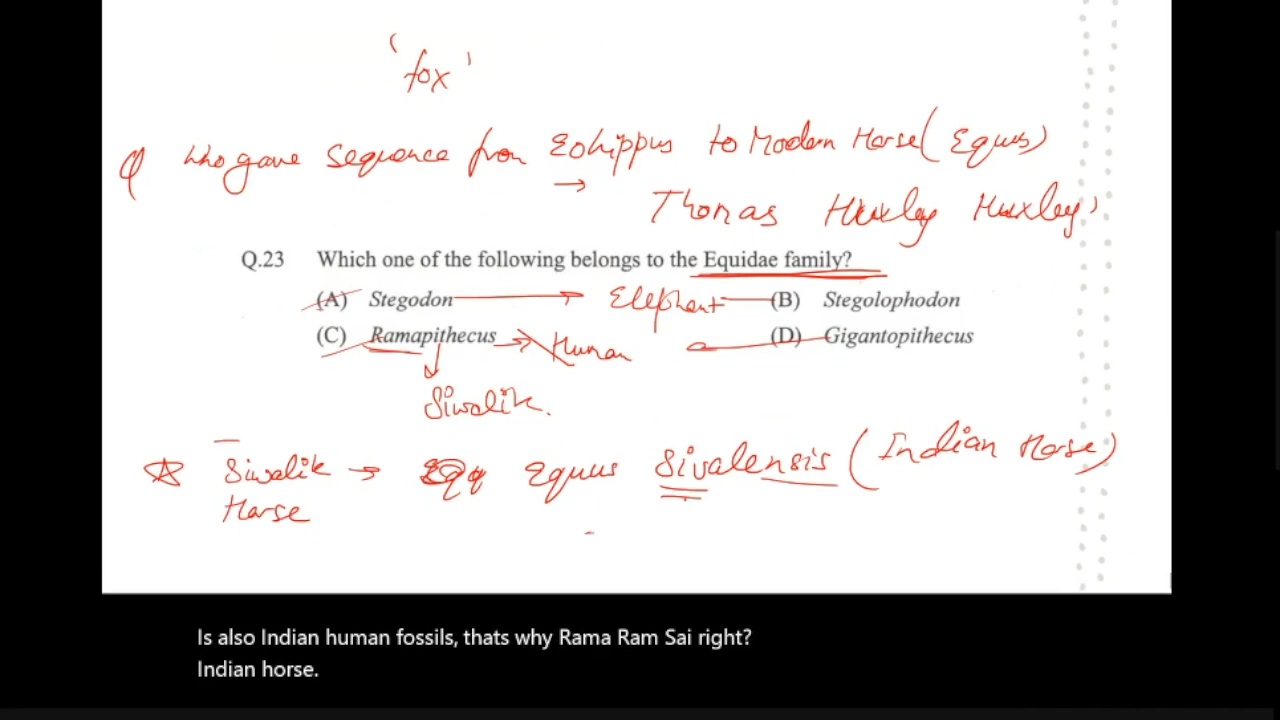 'fox'
Q who gave sequence from Eohippus to Modern Horse (Equus)
→ Thomas Huxley Huxley'
Q.23 Which one of the following belongs to the Equidae family?
(A) Stegodon → Elephant (B) Stegolophodon
(C) Ramapithecus → Human (D) Gigantopithecus
Siwalik.
☆ Siwalik → Equus Sivalensis (Indian Horse)
Horse
Is also Indian human fossils, thats why Rama Ram Sai right?
Indian horse.